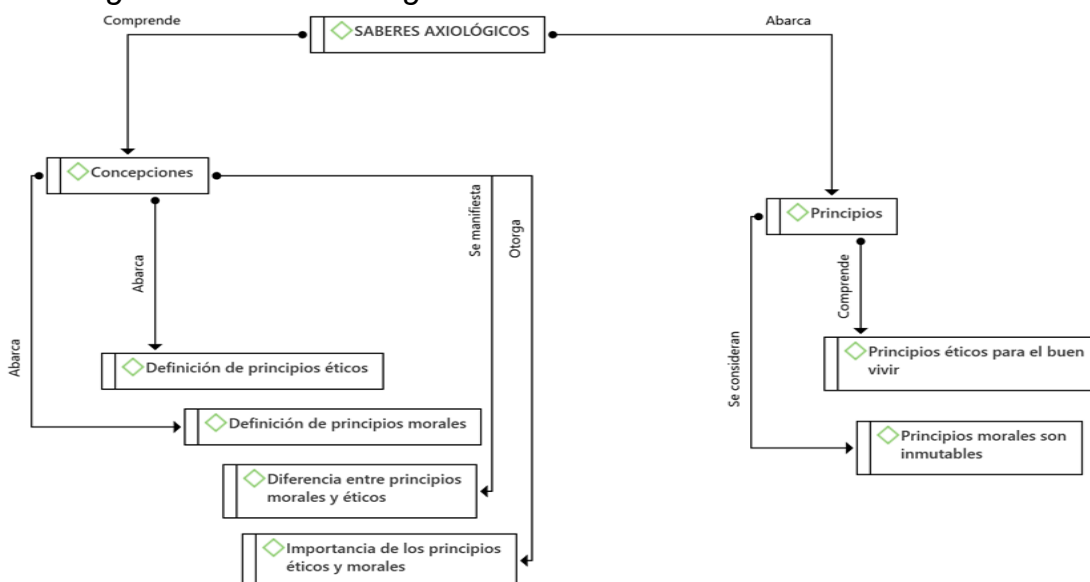 Comprende
SABERES AXIOLÓGICOS
Abarca
Concepciones
Se manifiesta
Otorga
Principios
Abarca
Comprende
Abarca
Definición de principios éticos
Se consideran
Principios éticos para el buen
vivir
Definición de principios morales
Principios morales son
inmutables
Diferencia entre principios
morales y éticos
Importancia de los principios
éticos y morales